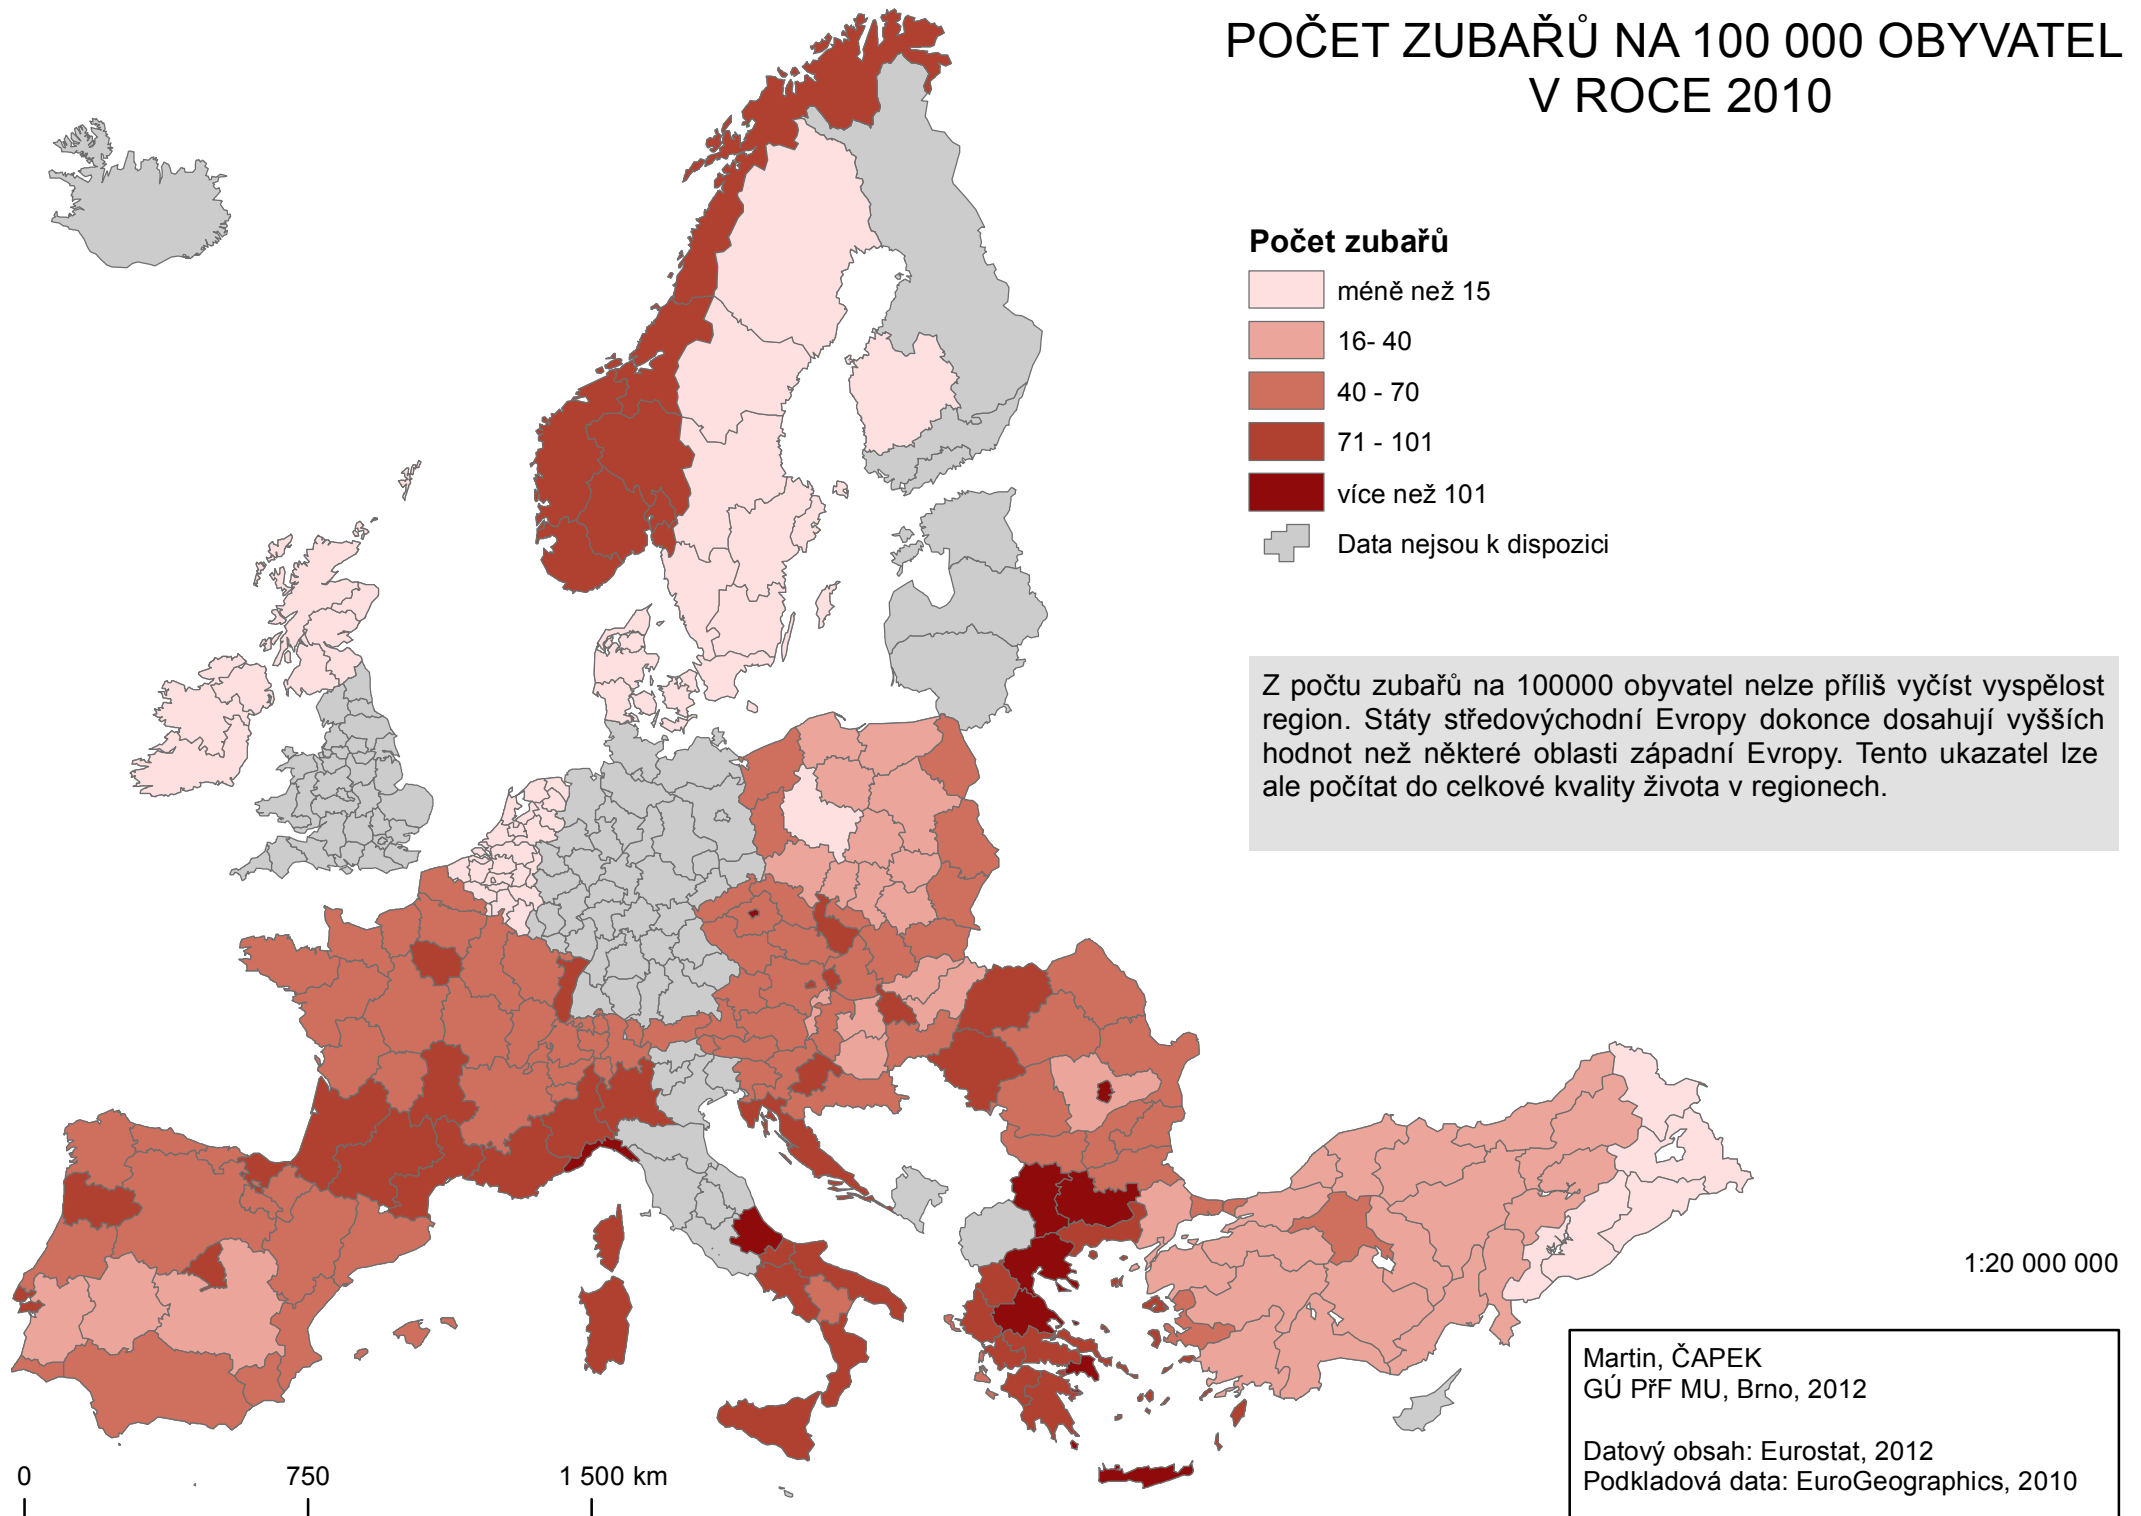 POČET ZUBAŘŮ NA 100 000 OBYVATEL
V ROCE 2010
Počet zubařů
méně než 15
16- 40
40 - 70
71 - 101
více než 101
Data nejsou k dispozici
Z počtu zubařů na 100000 obyvatel nelze příliš vyčíst vyspělost
region. Státy středovýchodní Evropy dokonce dosahují vyšších
hodnot než některé oblasti západní Evropy. Tento ukazatel lze
ale počítat do celkové kvality života v regionech.
1:20 000 000
Martin, ČAPEK
GÚ PřF MU, Brno, 2012
Datový obsah: Eurostat, 2012
Podkladová data: EuroGeographics, 2010
0 750 1 500 km